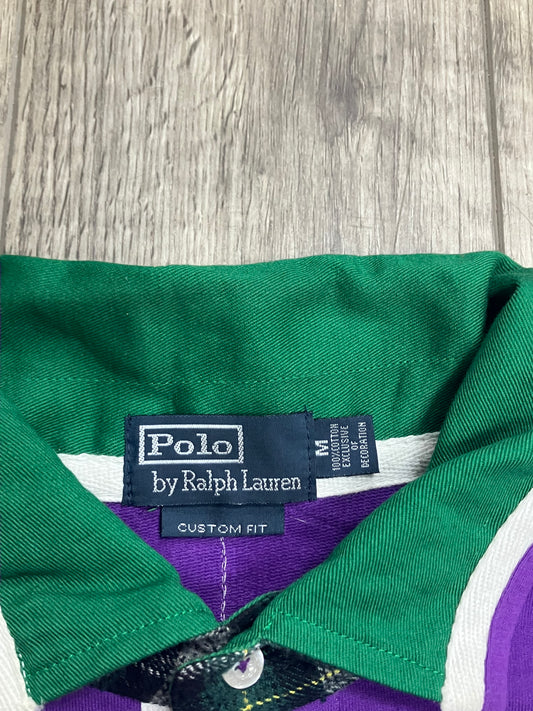 Polo
by Ralph Lauren
CUSTOM FIT
M
100% COTTON
EXCLUSIVE
OF
DECORATION